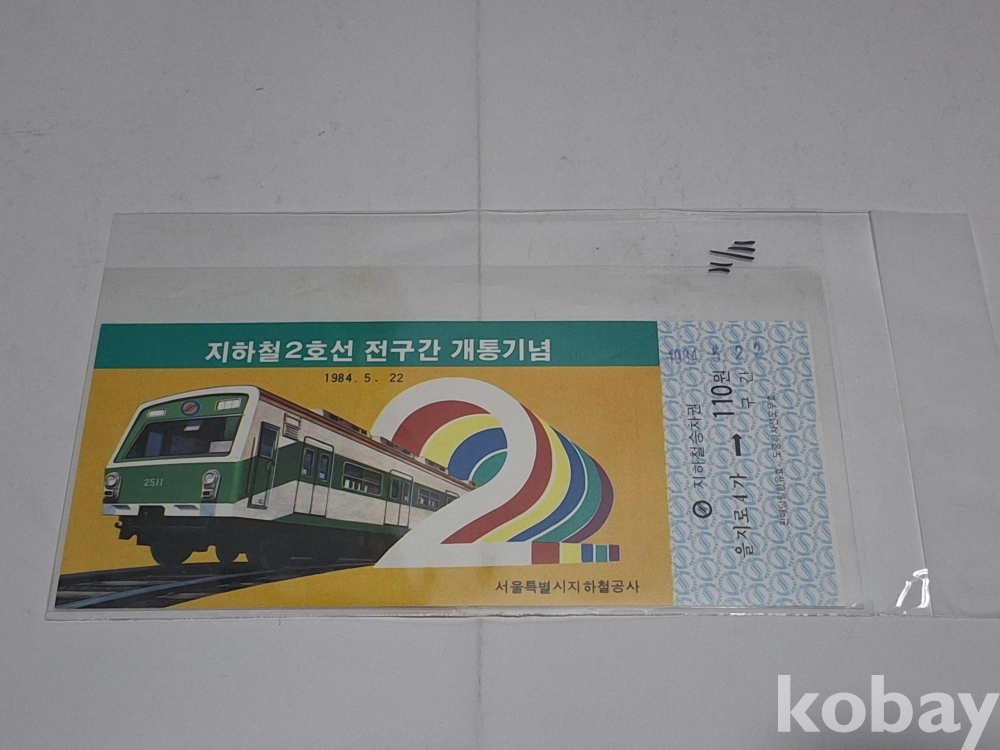 지하철2호선 전구간 개통기념
1984. 5. 22
2511
서울특별시지하철공사
지하철승차권
을지로4가 → 110원
구간
kobay